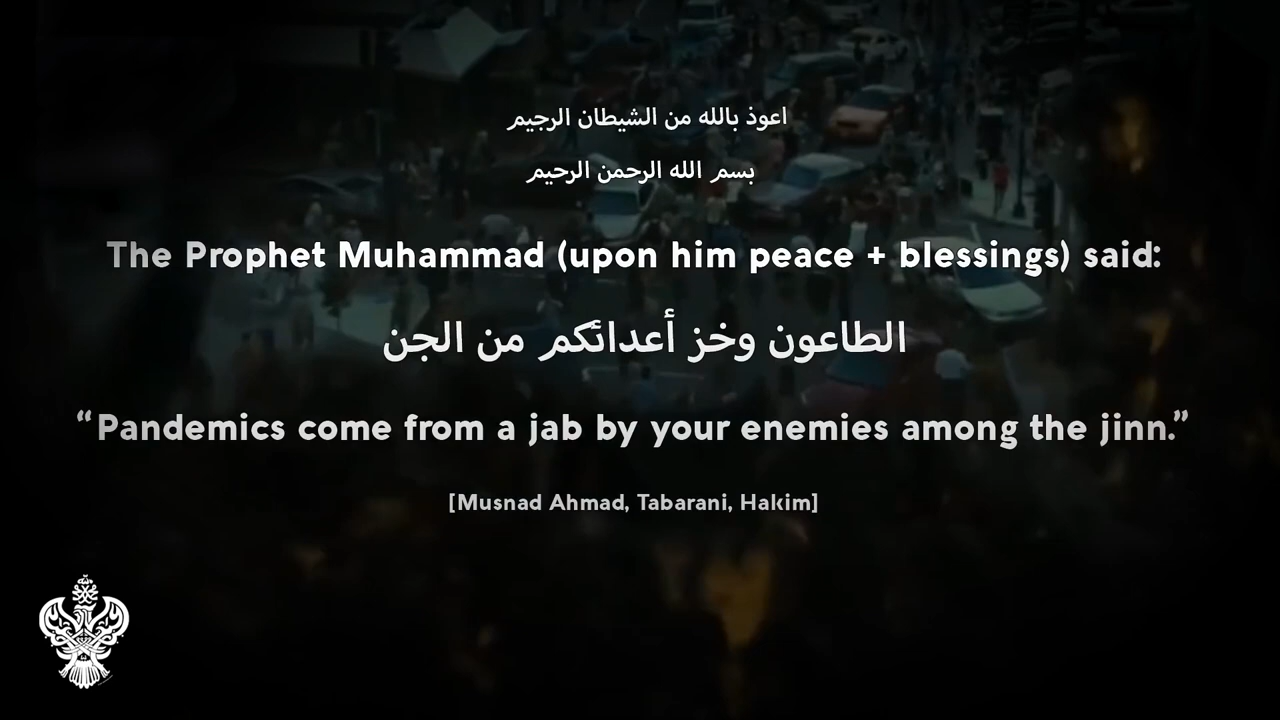 اعوذ بالله من الشيطان الرجيم
بسم الله الرحمن الرحيم
The Prophet Muhammad (upon him peace + blessings) said:
الطاعون وخز أعدائكم من الجن
“Pandemics come from a jab by your enemies among the jinn.”
[Musnad Ahmad, Tabarani, Hakim]